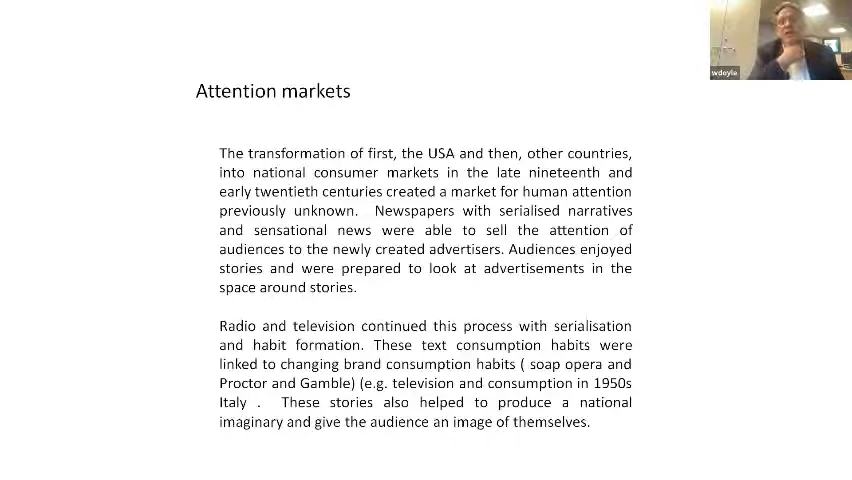 Attention markets
The transformation of first, the USA and then, other countries,
into national consumer markets in the late nineteenth and
early twentieth centuries created a market for human attention
previously unknown.  Newspapers with serialised narratives
and sensational news were able to sell the attention of
audiences to the newly created advertisers. Audiences enjoyed
stories and were prepared to look at advertisements in the
space around stories.
Radio and television continued this process with serialisation
and habit formation. These text consumption habits were
linked to changing brand consumption habits ( soap opera and
Proctor and Gamble) (e.g. television and consumption in 1950s
Italy .  These stories also helped to produce a national
imaginary and give the audience an image of themselves.
wdoyle